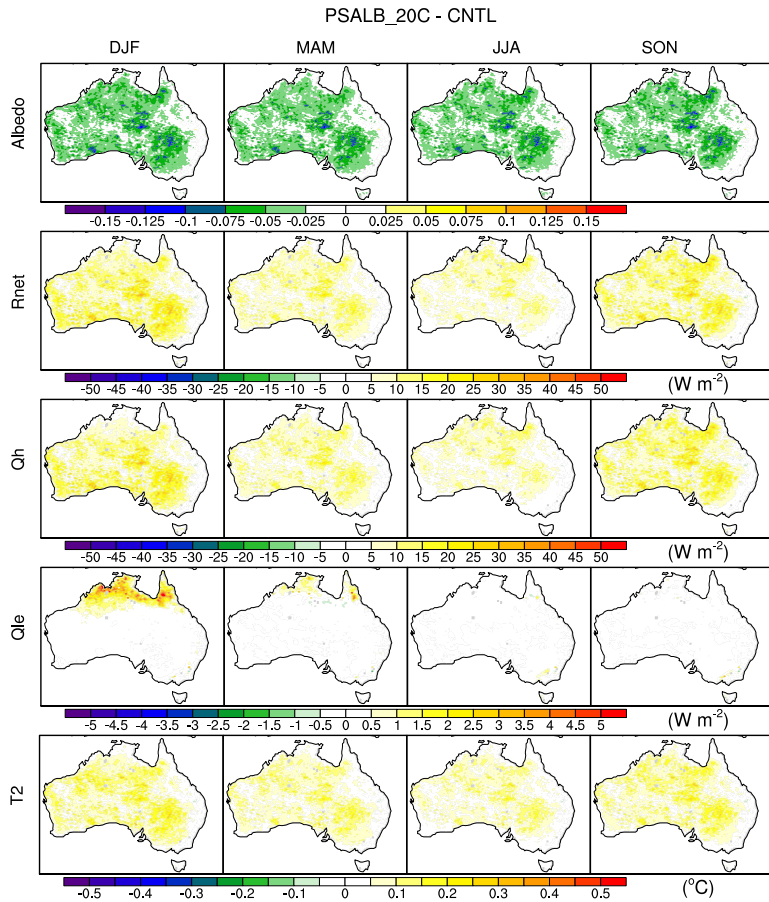 PSALB_20C - CNTL
DJF MAM JJA SON
Albedo
-0.15 -0.125 -0.1 -0.075 -0.05 -0.025 0 0.025 0.05 0.075 0.1 0.125 0.15
Rnet
-50 -45 -40 -35 -30 -25 -20 -15 -10 -5 0 5 10 15 20 25 30 35 40 45 50 (W m-2)
Qh
-50 -45 -40 -35 -30 -25 -20 -15 -10 -5 0 5 10 15 20 25 30 35 40 45 50 (W m-2)
Qle
-5 -4.5 -4 -3.5 -3 -2.5 -2 -1.5 -1 -0.5 0 0.5 1 1.5 2 2.5 3 3.5 4 4.5 5 (W m-2)
T2
-0.5 -0.4 -0.3 -0.2 -0.1 0 0.1 0.2 0.3 0.4 0.5 (°C)